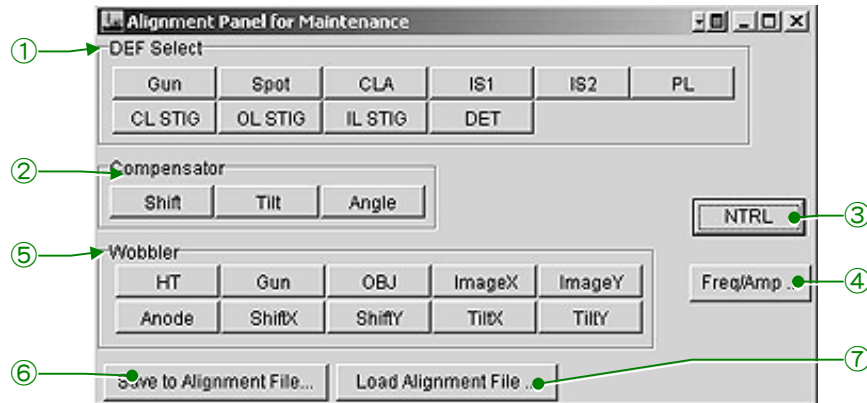 Alignment Panel for Maintenance
① DEF Select
Gun Spot CLA IS1 IS2 PL
CL STIG OL STIG IL STIG DET
② Compensator
Shift Tilt Angle
NTRL ③
⑤ Wobbler
HT Gun OBJ ImageX ImageY Freq/Amp .. ④
Anode ShiftX ShiftY TiltX TiltY
⑥ Save to Alignment File... Load Alignment File .. ⑦